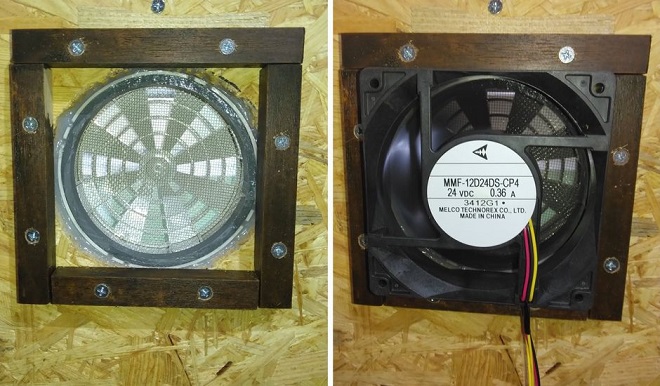 MMF-12D24DS-CP4
24 VDC 0.36 A
3412G1 •
MELCO TECHNOREX CO., LTD.
MADE IN CHINA